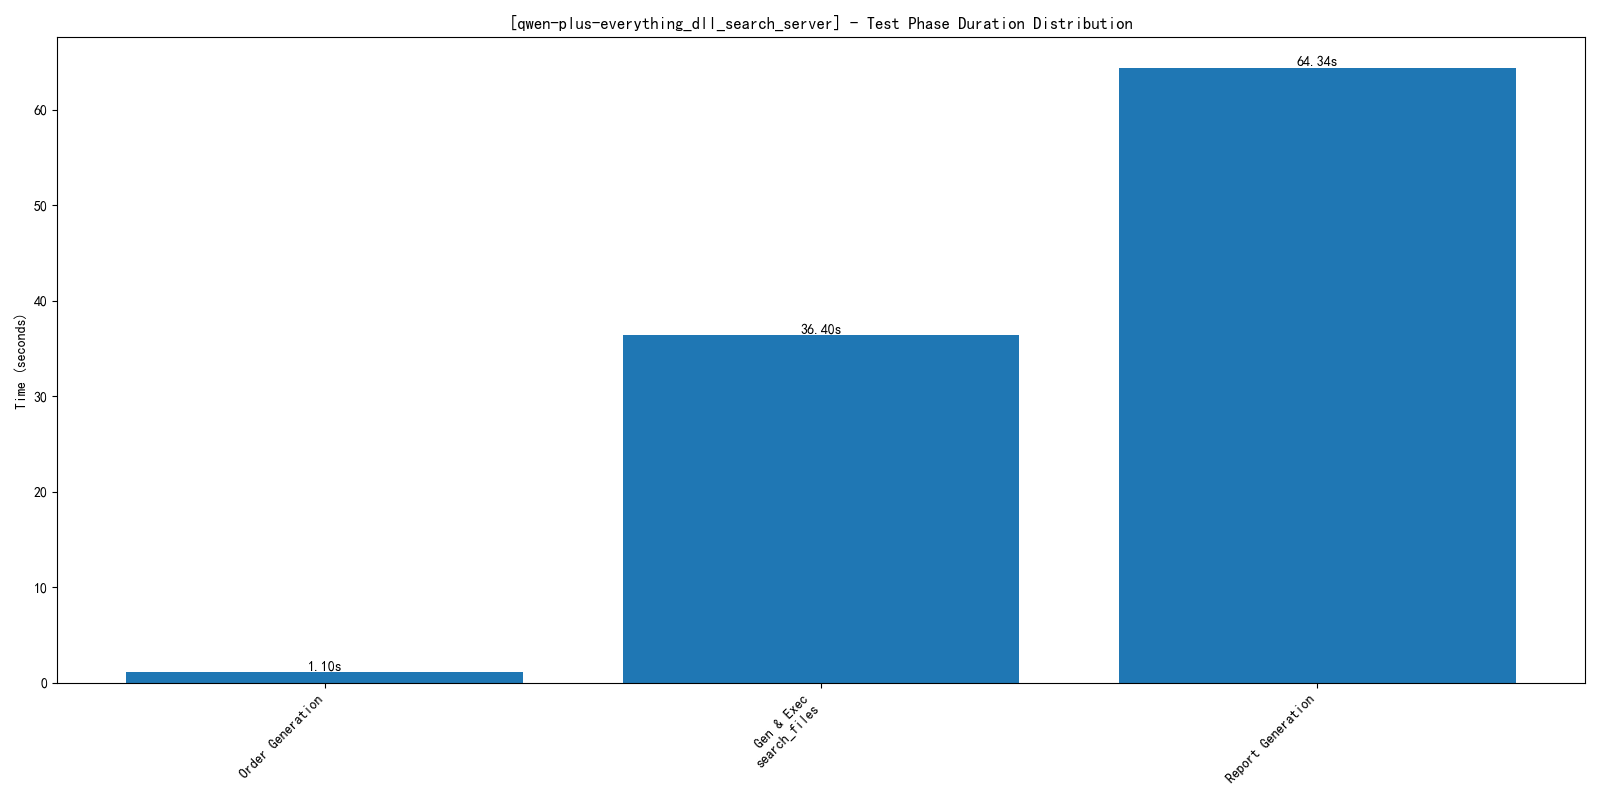 [qwen-plus-everything_dll_search_server] - Test Phase Duration Distribution
64.34s
36.40s
1.10s
60
50
40
30
20
10
0
Time (seconds)
Order Generation
Gen & Exec
search_files
Report Generation